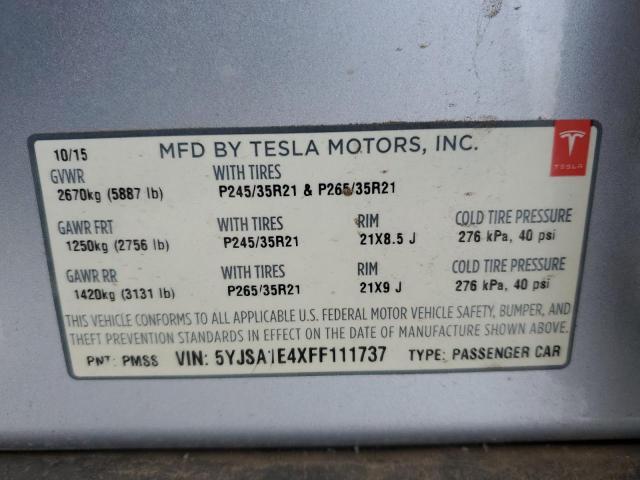 10/15 MFD BY TESLA MOTORS, INC.
TESLA
GVWR WITH TIRES
2670kg (5887 lb) P245/35R21 & P265/35R21
GAWR FRT WITH TIRES RIM COLD TIRE PRESSURE
1250kg (2756 lb) P245/35R21 21X8.5 J 276 kPa, 40 psi
GAWR RR WITH TIRES RIM COLD TIRE PRESSURE
1420kg (3131 lb) P265/35R21 21X9 J 276 kPa, 40 psi
THIS VEHICLE CONFORMS TO ALL APPLICABLE U.S. FEDERAL MOTOR VEHICLE SAFETY, BUMPER, AND
THEFT PREVENTION STANDARDS IN EFFECT ON THE DATE OF MANUFACTURE SHOWN ABOVE.
PNT: PMSS VIN: 5YJSA1E4XFF111737 TYPE: PASSENGER CAR